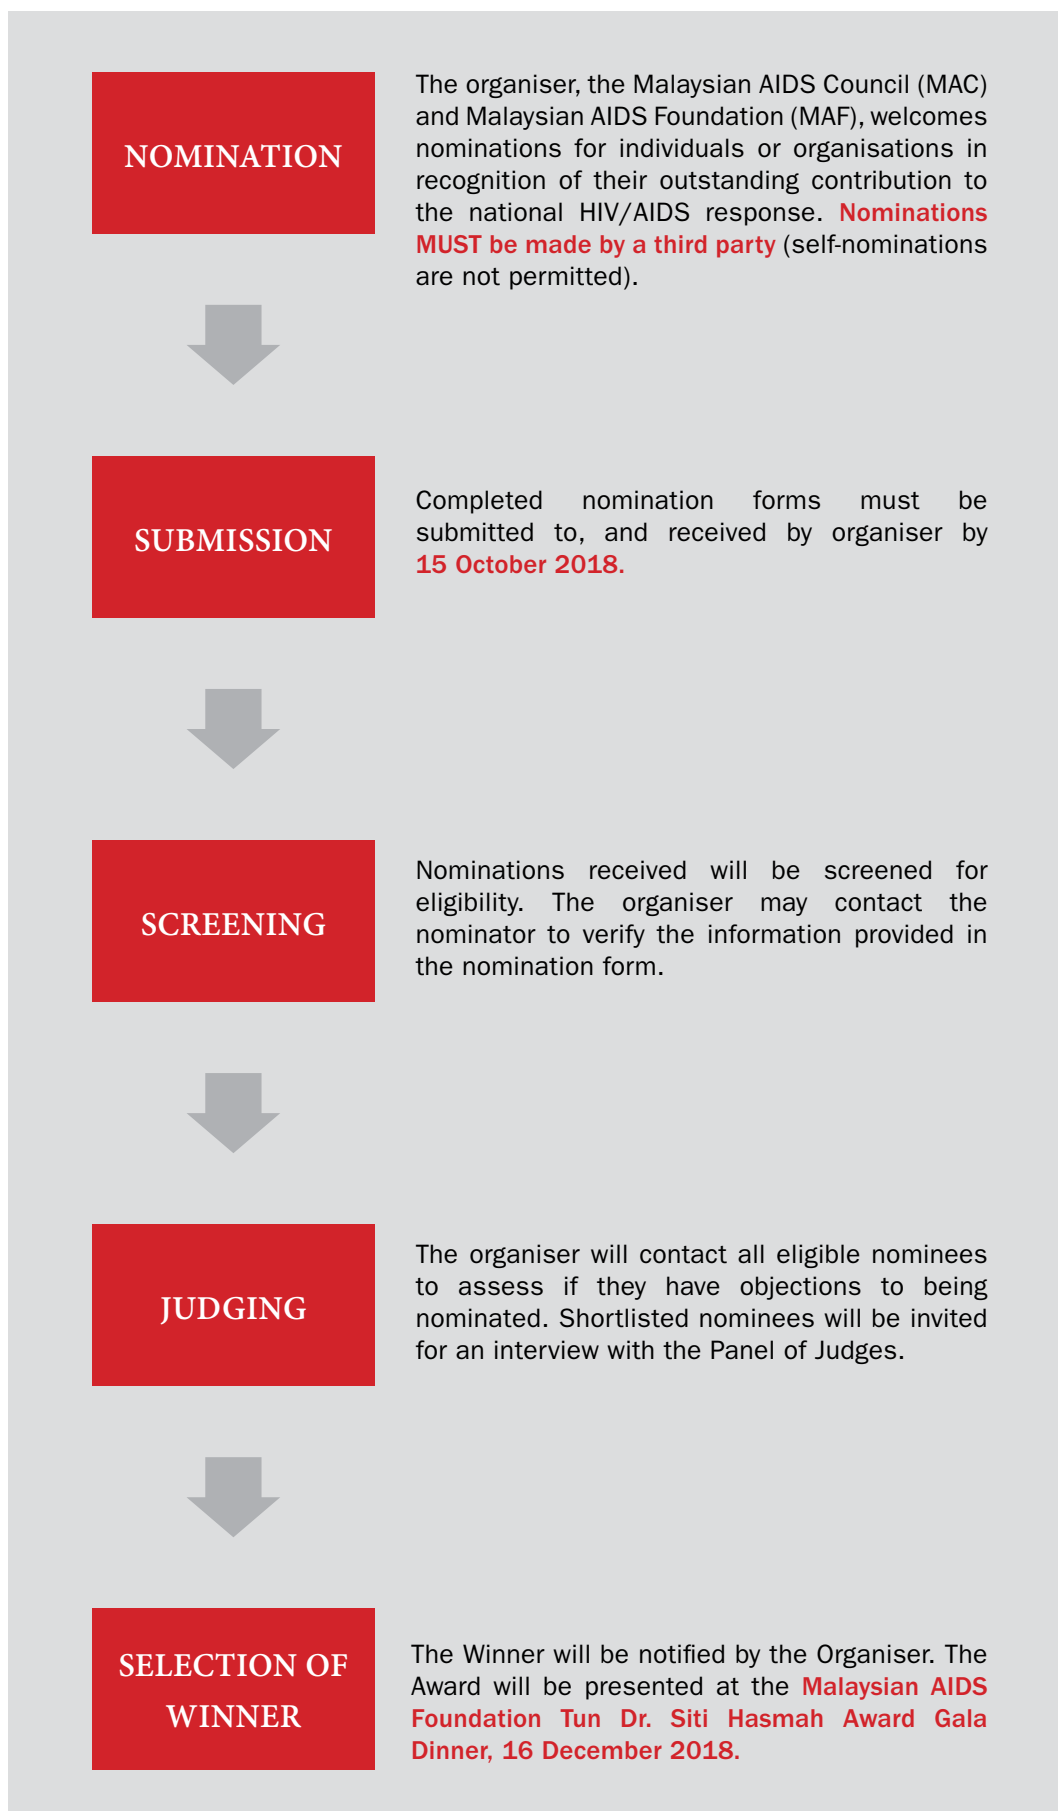 NOMINATION
The organiser, the Malaysian AIDS Council (MAC)
and Malaysian AIDS Foundation (MAF), welcomes
nominations for individuals or organisations in
recognition of their outstanding contribution to
the national HIV/AIDS response. Nominations
MUST be made by a third party (self-nominations
are not permitted).
SUBMISSION
Completed nomination forms must be
submitted to, and received by organiser by
15 October 2018.
SCREENING
Nominations received will be screened for
eligibility. The organiser may contact the
nominator to verify the information provided in
the nomination form.
JUDGING
The organiser will contact all eligible nominees
to assess if they have objections to being
nominated. Shortlisted nominees will be invited
for an interview with the Panel of Judges.
SELECTION OF
WINNER
The Winner will be notified by the Organiser. The
Award will be presented at the Malaysian AIDS
Foundation Tun Dr. Siti Hasmah Award Gala
Dinner, 16 December 2018.